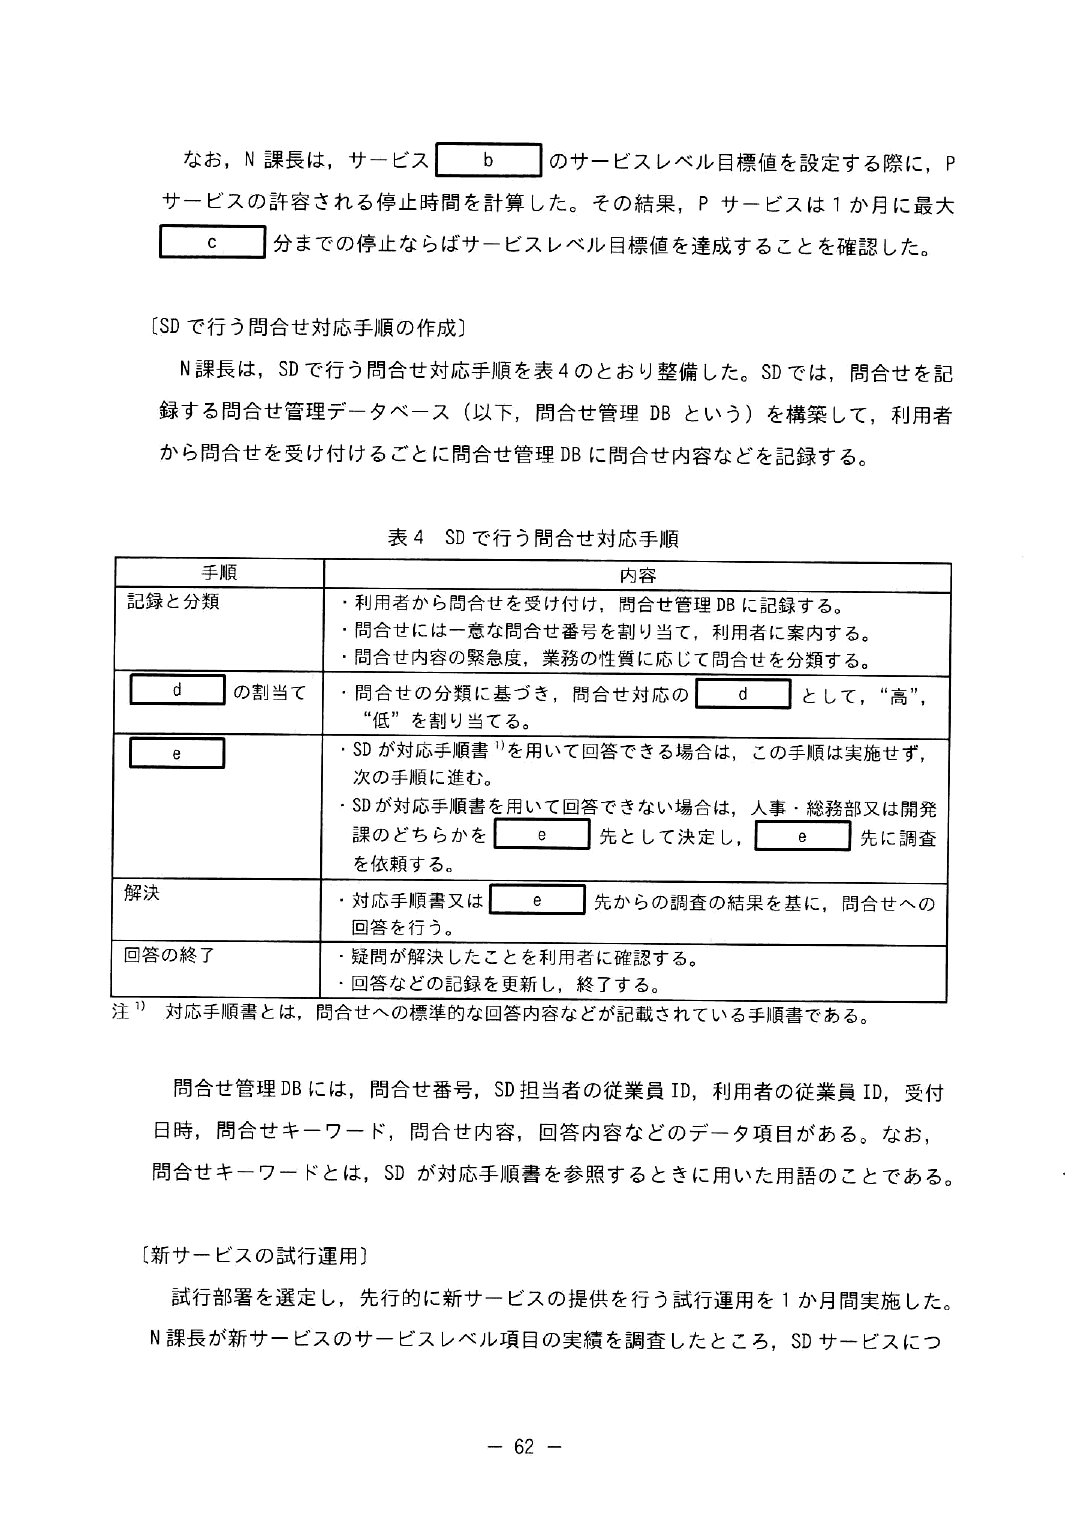 なお，N 課長は，サービス b のサービスレベル目標値を設定する際に，P
サービスの許容される停止時間を計算した。その結果，P サービスは1か月に最大
c 分までの停止ならばサービスレベル目標値を達成することを確認した。
〔SDで行う問合せ対応手順の作成〕
N課長は，SDで行う問合せ対応手順を表4のとおり整備した。SDでは，問合せを記
録する問合せ管理データベース（以下，問合せ管理 DB という）を構築して，利用者
から問合せを受け付けるごとに問合せ管理DBに問合せ内容などを記録する。
表4 SDで行う問合せ対応手順
手順 内容
記録と分類 ・利用者から問合せを受け付け，問合せ管理DBに記録する。
・問合せには一意な問合せ番号を割り当て，利用者に案内する。
・問合せ内容の緊急度，業務の性質に応じて問合せを分類する。
d の割当て ・問合せの分類に基づき，問合せ対応の d として，“高”，
“低”を割り当てる。
e ・SDが対応手順書1)を用いて回答できる場合は，この手順は実施せず，
次の手順に進む。
・SDが対応手順書を用いて回答できない場合は，人事・総務部又は開発
課のどちらかを e 先として決定し， e 先に調査
を依頼する。
解決 ・対応手順書又は e 先からの調査の結果を基に，問合せへの
回答を行う。
回答の終了 ・疑問が解決したことを利用者に確認する。
・回答などの記録を更新し，終了する。
注1) 対応手順書とは，問合せへの標準的な回答内容などが記載されている手順書である。
問合せ管理DBには，問合せ番号，SD担当者の従業員ID，利用者の従業員ID，受付
日時，問合せキーワード，問合せ内容，回答内容などのデータ項目がある。なお，
問合せキーワードとは，SD が対応手順書を参照するときに用いた用語のことである。
〔新サービスの試行運用〕
試行部署を選定し，先行的に新サービスの提供を行う試行運用を1か月間実施した。
N課長が新サービスのサービスレベル項目の実績を調査したところ，SDサービスにつ
― 62 ―